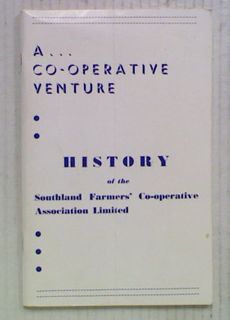 A...
CO-OPERATIVE
VENTURE
HISTORY
of the
Southland Farmers' Co-operative
Association Limited